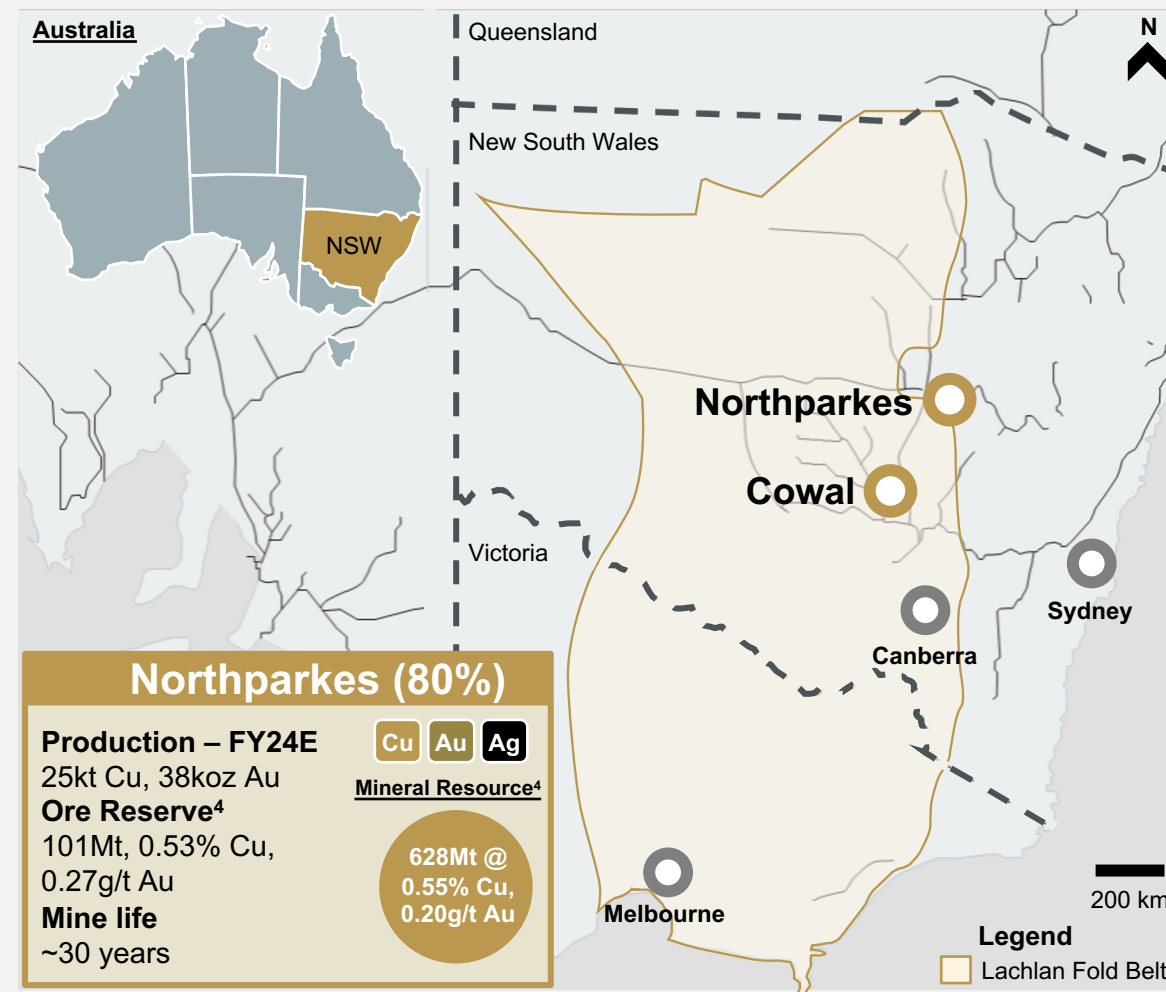 Australia
N
Queensland
New South Wales
NSW
Northparkes
Cowal
Victoria
Sydney
Canberra
Northparkes (80%)
Production – FY24E
25kt Cu, 38koz Au
Ore Reserve⁴
101Mt, 0.53% Cu,
0.27g/t Au
Mine life
~30 years
Cu Au Ag
Mineral Resource⁴
628Mt @
0.55% Cu,
0.20g/t Au
Melbourne
200 km
Legend
Lachlan Fold Belt